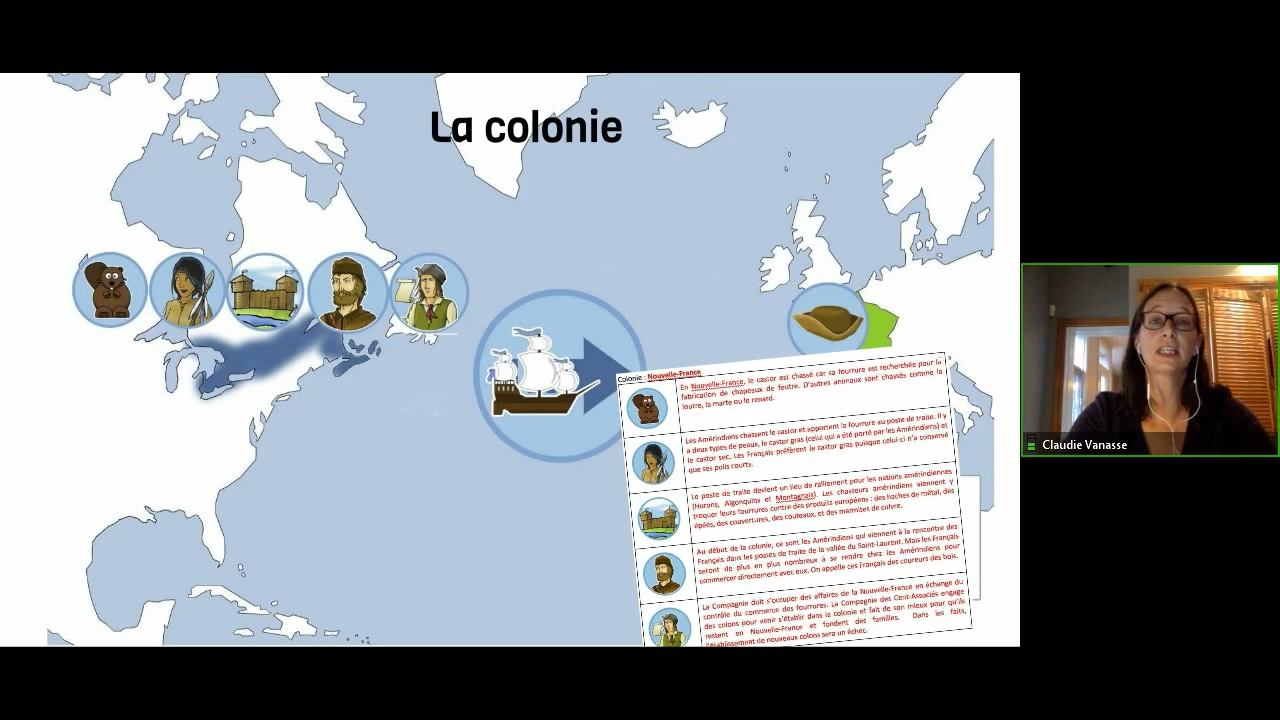 La colonie
Colonie : Nouvelle-France
En Nouvelle-France, le castor est chassé car sa fourrure est recherchée pour la
fabrication de chapeaux de feutre. D'autres animaux sont chassés comme la
loutre, la marte ou le renard.
Les Amérindiens chassent le castor et apportent la fourrure au poste de traite. Il y
a deux types de peaux, le castor gras (celui qui a été porté par les Amérindiens) et
le castor sec. Les Français préfèrent le castor gras puisque celui-ci n'a conservé
que ses poils courts.
Le poste de traite devient un lieu de ralliement pour les nations amérindiennes
(Hurons, Algonquins et Montagnais). Les chasseurs amérindiens viennent y
troquer leurs fourrures contre des produits européens : des haches de métal, des
épées, des couvertures, des couteaux, et des marmites de cuivre.
Au début de la colonie, ce sont les Amérindiens qui viennent à la rencontre des
Français dans les postes de traite de la vallée du Saint-Laurent. Mais les Français
seront de plus en plus nombreux à se rendre chez les Amérindiens pour
commercer directement avec eux. On appelle ces Français des coureurs des bois.
La Compagnie doit s'occuper des affaires de la Nouvelle-France en échange du
contrôle du commerce des fourrures. La Compagnie des Cent-Associés engage
des colons pour venir s'établir dans la colonie et fait de son mieux pour qu'ils
restent en Nouvelle-France et fondent des familles. Dans les faits,
l'établissement de nouveaux colons sera un échec.
Claudie Vanasse